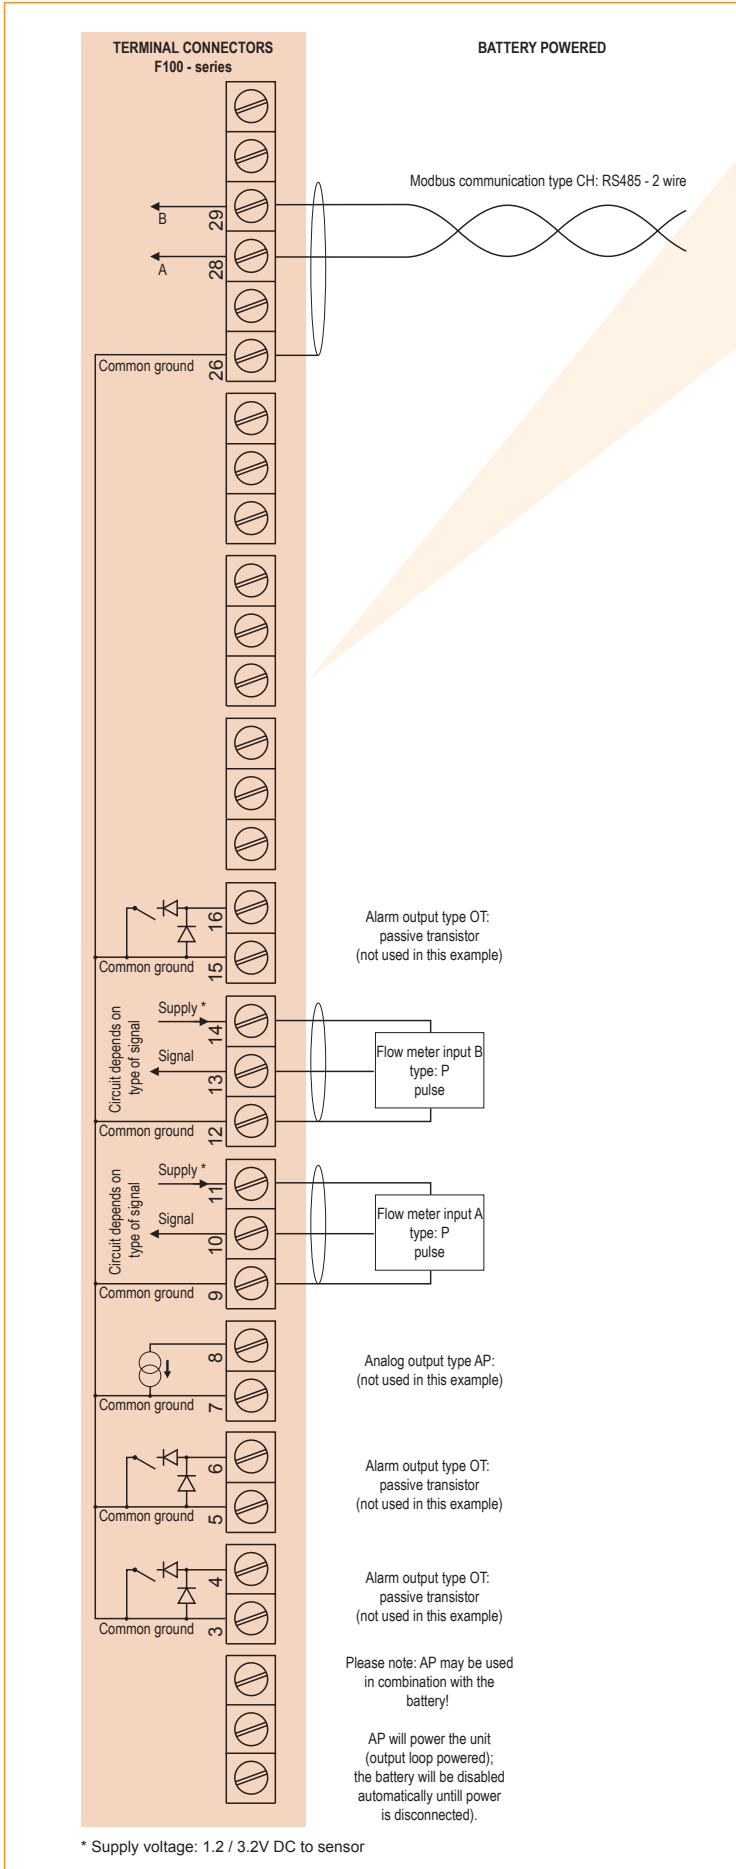 TERMINAL CONNECTORS
F100 - series
BATTERY POWERED
Modbus communication type CH: RS485 - 2 wire
B
29
A
28
Common ground
26
16
Alarm output type OT:
passive transistor
(not used in this example)
Common ground
15
Circuit depends on
type of signal
Supply *
14
Signal
13
Flow meter input B
type: P
pulse
Common ground
12
Circuit depends on
type of signal
Supply *
11
Signal
10
Flow meter input A
type: P
pulse
Common ground
9
8
Analog output type AP:
(not used in this example)
Common ground
7
6
Alarm output type OT:
passive transistor
(not used in this example)
Common ground
5
4
Alarm output type OT:
passive transistor
(not used in this example)
Common ground
3
Please note: AP may be used
in combination with the
battery!
AP will power the unit
(output loop powered);
the battery will be disabled
automatically untill power
is disconnected).
* Supply voltage: 1.2 / 3.2V DC to sensor